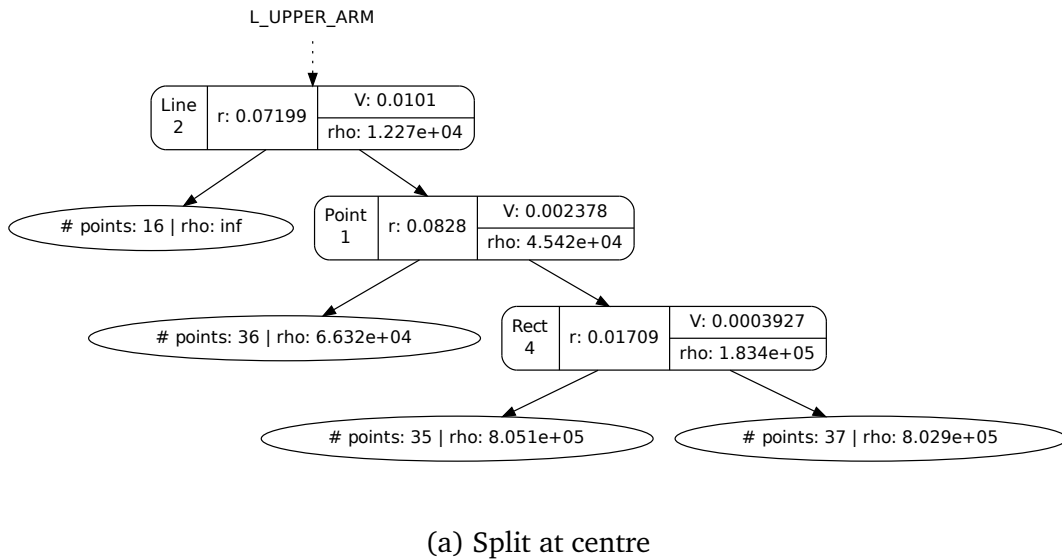 L_UPPER_ARM
Line
2
r: 0.07199
V: 0.0101
rho: 1.227e+04
# points: 16 | rho: inf
Point
1
r: 0.0828
V: 0.002378
rho: 4.542e+04
# points: 36 | rho: 6.632e+04
Rect
4
r: 0.01709
V: 0.0003927
rho: 1.834e+05
# points: 35 | rho: 8.051e+05
# points: 37 | rho: 8.029e+05
(a) Split at centre